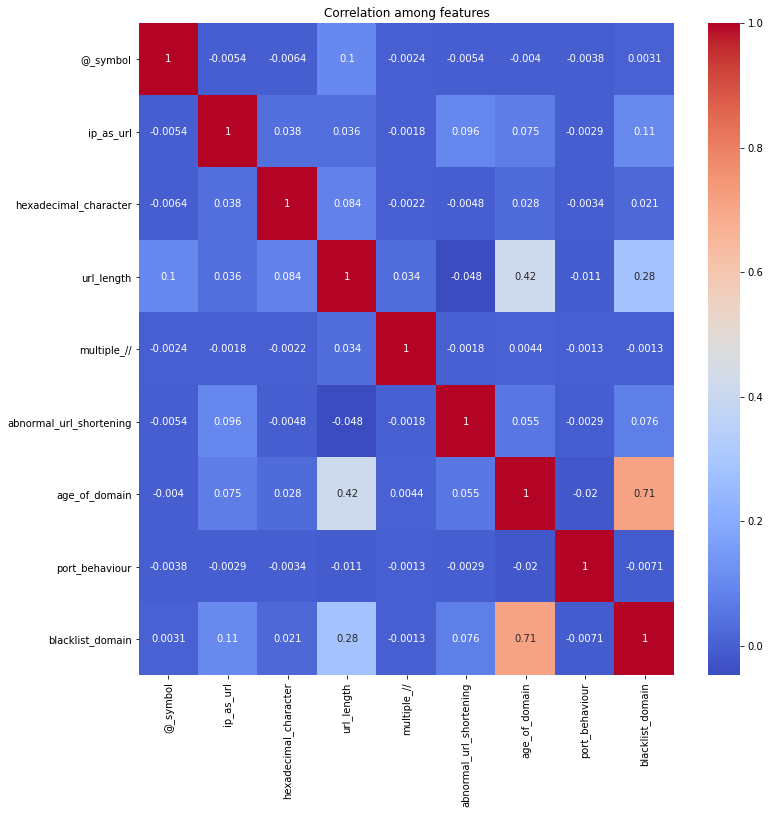 Correlation among features
@_symbol 1 -0.0054 -0.0064 0.1 -0.0024 -0.0054 -0.004 -0.0038 0.0031
ip_as_url -0.0054 1 0.038 0.036 -0.0018 0.096 0.075 -0.0029 0.11
hexadecimal_character -0.0064 0.038 1 0.084 -0.0022 -0.0048 0.028 -0.0034 0.021
url_length 0.1 0.036 0.084 1 0.034 -0.048 0.42 -0.011 0.28
multiple_// -0.0024 -0.0018 -0.0022 0.034 1 -0.0018 0.0044 -0.0013 -0.0013
abnormal_url_shortening -0.0054 0.096 -0.0048 -0.048 -0.0018 1 0.055 -0.0029 0.076
age_of_domain -0.004 0.075 0.028 0.42 0.0044 0.055 1 -0.02 0.71
port_behaviour -0.0038 -0.0029 -0.0034 -0.011 -0.0013 -0.0029 -0.02 1 -0.0071
blacklist_domain 0.0031 0.11 0.021 0.28 -0.0013 0.076 0.71 -0.0071 1
@_symbol
ip_as_url
hexadecimal_character
url_length
multiple_//
abnormal_url_shortening
age_of_domain
port_behaviour
blacklist_domain
1.0
0.8
0.6
0.4
0.2
0.0